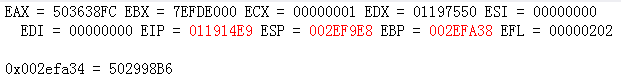 EAX = 503638FC EBX = 7EFDE000 ECX = 00000001 EDX = 01197550 ESI = 00000000
EDI = 00000000 EIP = 011914E9 ESP = 002EF9E8 EBP = 002EFA38 EFL = 00000202
0x002efa34 = 502998B6